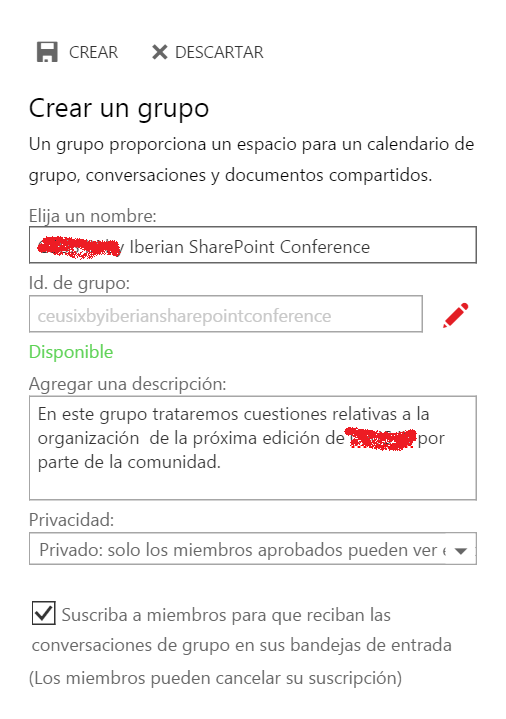 CREAR DESCARTAR
Crear un grupo
Un grupo proporciona un espacio para un calendario de
grupo, conversaciones y documentos compartidos.
Elija un nombre:
Iberian SharePoint Conference
Id. de grupo:
ceusixbyiberiansharepointconference
Disponible
Agregar una descripción:
En este grupo trataremos cuestiones relativas a la
organización de la próxima edición de por
parte de la comunidad.
Privacidad:
Privado: solo los miembros aprobados pueden ver
Suscriba a miembros para que reciban las
conversaciones de grupo en sus bandejas de entrada
(Los miembros pueden cancelar su suscripción)